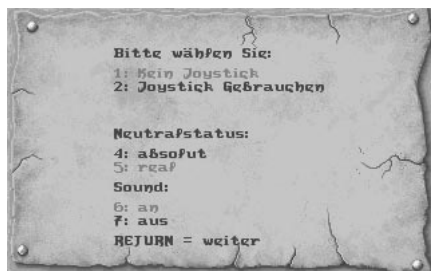 Bitte wählen Sie:
1: Kein Joystick
2: Joystick Gebrauchen
Neutralstatus:
4: absolut
5: real
Sound:
6: an
7: aus
RETURN = weiter